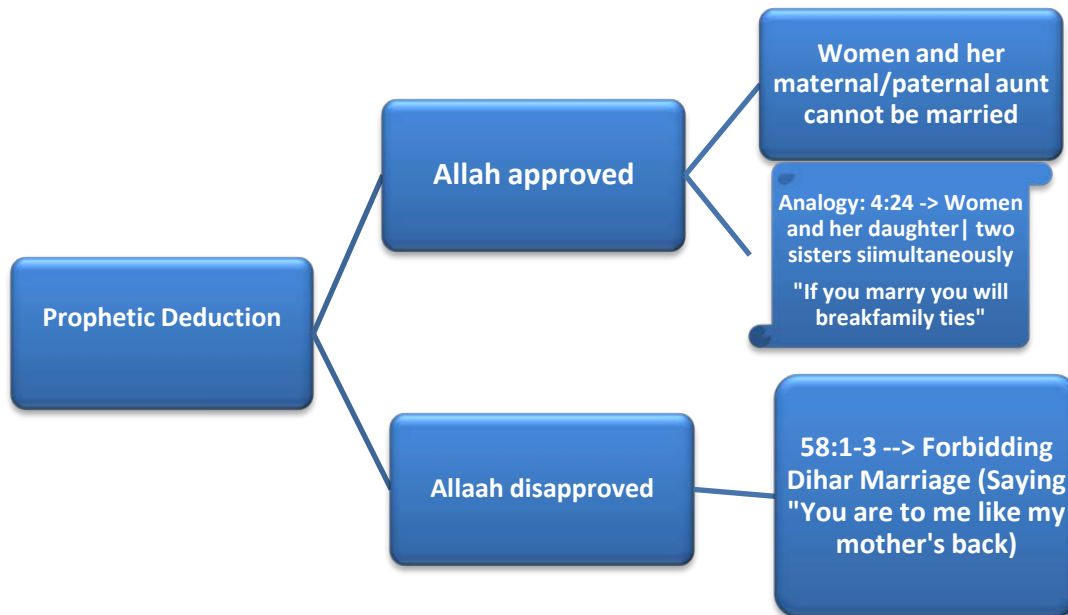 Prophetic Deduction
Allah approved
Women and her
maternal/paternal aunt
cannot be married
Analogy: 4:24 -> Women
and her daughter| two
sisters siimultaneously
"If you marry you will
breakfamily ties"
Allaah disapproved
58:1-3 --> Forbidding
Dihar Marriage (Saying
"You are to me like my
mother's back)